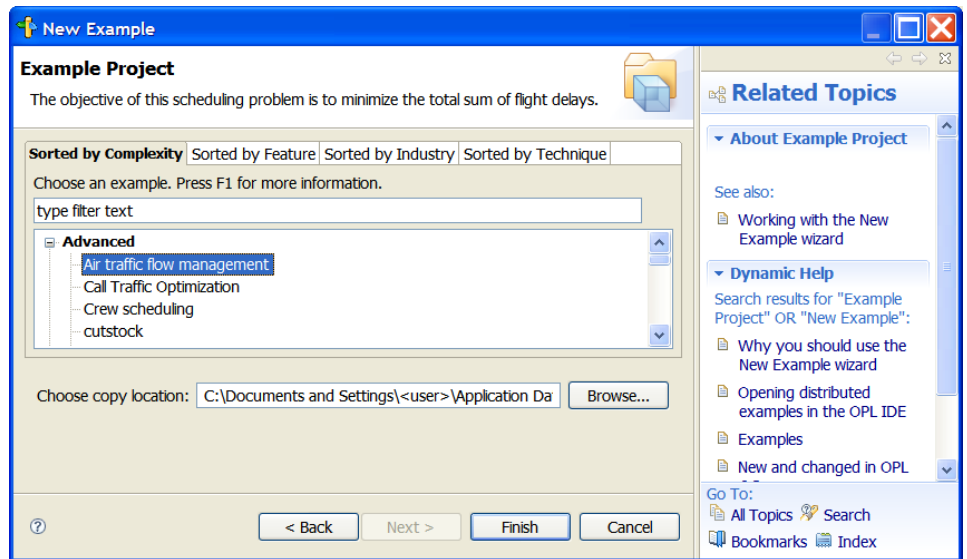 New Example
Example Project
The objective of this scheduling problem is to minimize the total sum of flight delays.
Sorted by Complexity Sorted by Feature Sorted by Industry Sorted by Technique
Choose an example. Press F1 for more information.
type filter text
Advanced
Air traffic flow management
Call Traffic Optimization
Crew scheduling
cutstock
Choose copy location: C:\Documents and Settings\<user>\Application Da
Browse...
< Back Next > Finish Cancel
Related Topics
About Example Project
See also:
Working with the New
Example wizard
Dynamic Help
Search results for "Example
Project" OR "New Example":
Why you should use the
New Example wizard
Opening distributed
examples in the OPL IDE
Examples
New and changed in OPL
Go To:
All Topics Search
Bookmarks Index